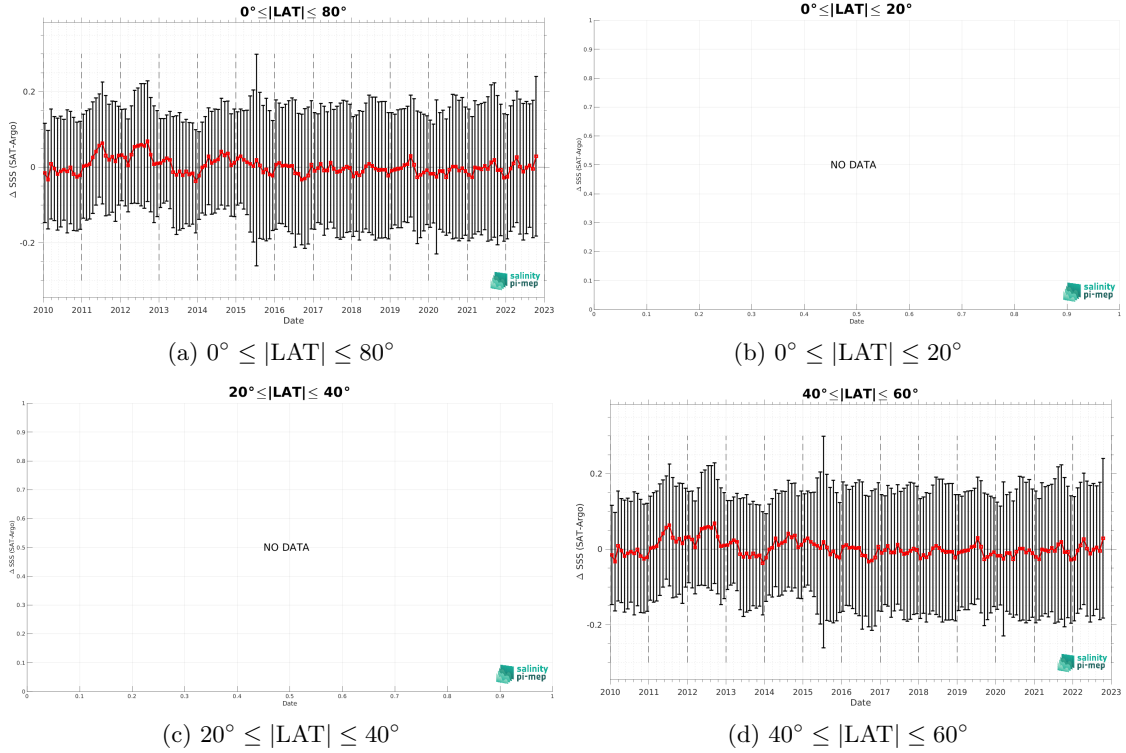 0°≤|LAT|≤ 80°
Δ SSS (SAT-Argo)
0.2
0
-0.2
2010 2011 2012 2013 2014 2015 2016 2017 2018 2019 2020 2021 2022 2023
Date
salinity
pi-mep
(a) 0° ≤ |LAT| ≤ 80°
0°≤|LAT|≤ 20°
Δ SSS (SAT-Argo)
1
0.9
0.8
0.7
0.6
0.5
0.4
0.3
0.2
0.1
0
NO DATA
0 0.1 0.2 0.3 0.4 0.5 0.6 0.7 0.8 0.9 1
Date
salinity
pi-mep
(b) 0° ≤ |LAT| ≤ 20°
20°≤|LAT|≤ 40°
Δ SSS (SAT-Argo)
1
0.9
0.8
0.7
0.6
0.5
0.4
0.3
0.2
0.1
0
NO DATA
0 0.1 0.2 0.3 0.4 0.5 0.6 0.7 0.8 0.9 1
Date
salinity
pi-mep
(c) 20° ≤ |LAT| ≤ 40°
40°≤|LAT|≤ 60°
Δ SSS (SAT-Argo)
0.2
0
-0.2
2010 2011 2012 2013 2014 2015 2016 2017 2018 2019 2020 2021 2022 2023
Date
salinity
pi-mep
(d) 40° ≤ |LAT| ≤ 60°